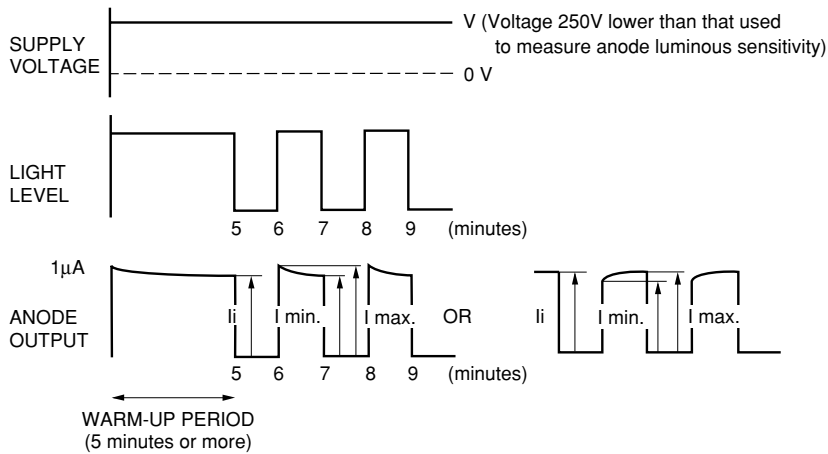 SUPPLY
VOLTAGE
V (Voltage 250V lower than that used
to measure anode luminous sensitivity)
0 V
LIGHT
LEVEL
5 6 7 8 9 (minutes)
1μA
ANODE
OUTPUT
Ii I min. I max. OR Ii I min. I max.
5 6 7 8 9 (minutes)
WARM-UP PERIOD
(5 minutes or more)